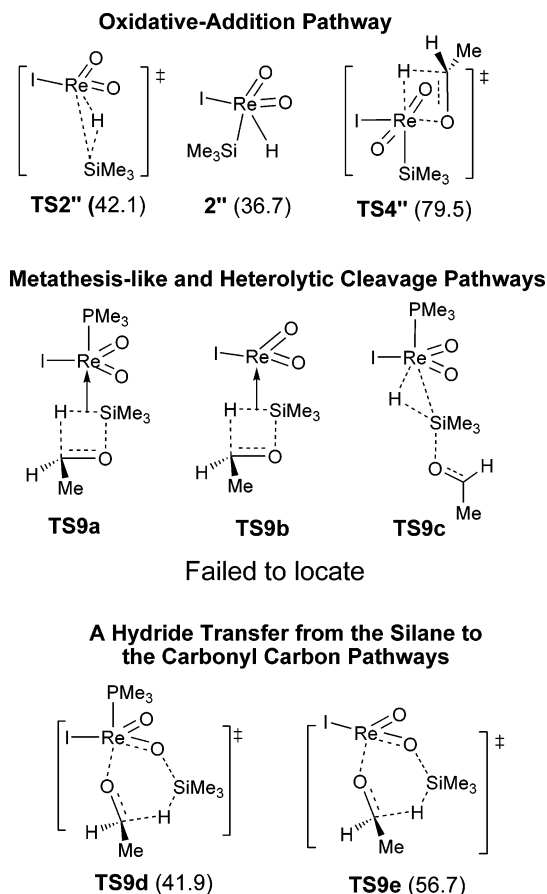 Oxidative-Addition Pathway
I Re O O H SiMe3 ‡
I Re O O Me3Si H
H Me H I Re O O O SiMe3 ‡
TS2" (42.1) 2" (36.7) TS4" (79.5)
Metathesis-like and Heterolytic Cleavage Pathways
PMe3 I Re O O H SiMe3 H O Me
I Re O O H SiMe3 H O Me
PMe3 I Re O O H SiMe3 O H Me
TS9a TS9b TS9c
Failed to locate
A Hydride Transfer from the Silane to
the Carbonyl Carbon Pathways
PMe3 I Re O O O SiMe3 H H Me ‡
I Re O O O SiMe3 H H Me ‡
TS9d (41.9) TS9e (56.7)